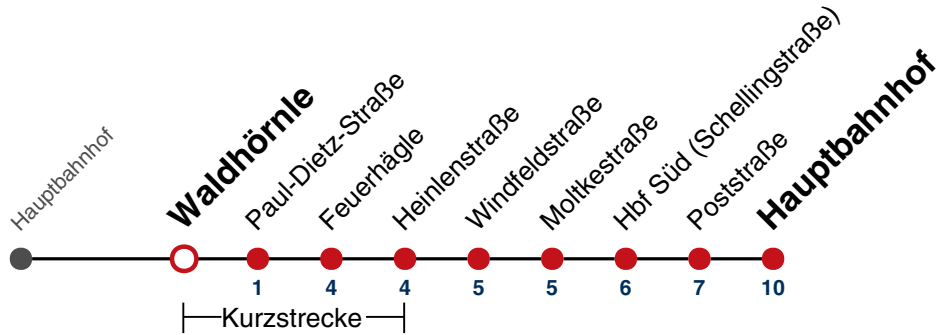 Hauptbahnhof
Waldhörnle
Paul-Dietz-Straße
Feuerhägle
Heinlenstraße
Windfeldstraße
Moltkestraße
Hbf Süd (Schellingstraße)
Poststraße
Hauptbahnhof
1 4 4 5 5 6 7 10
Kurzstrecke